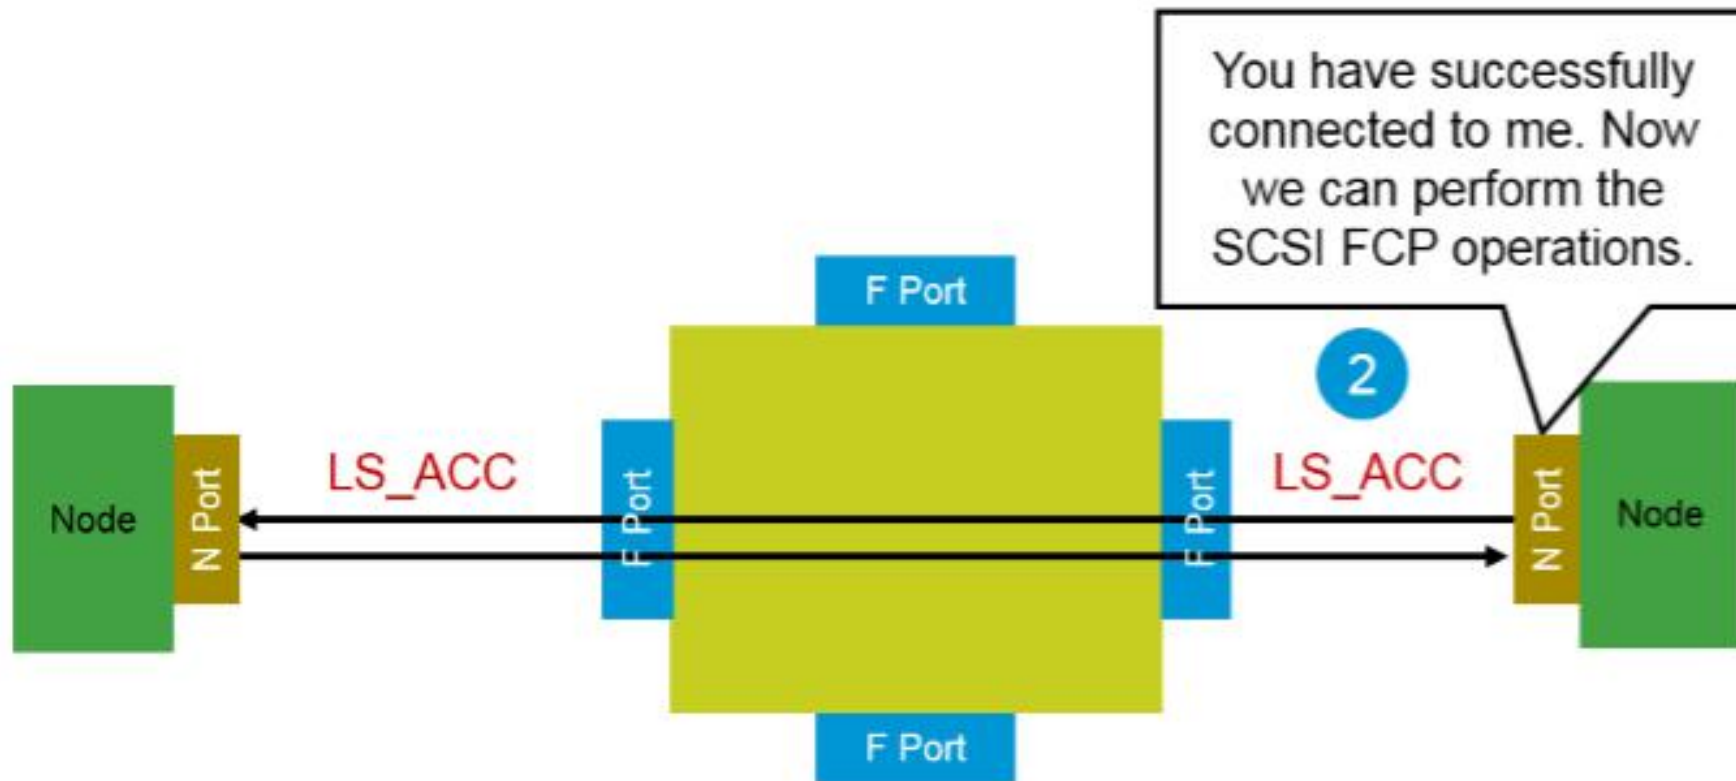 You have successfully
connected to me. Now
we can perform the
SCSI FCP operations.
F Port
2
LS_ACC
LS_ACC
Node
N Port
F Port
F Port
N Port
Node
F Port